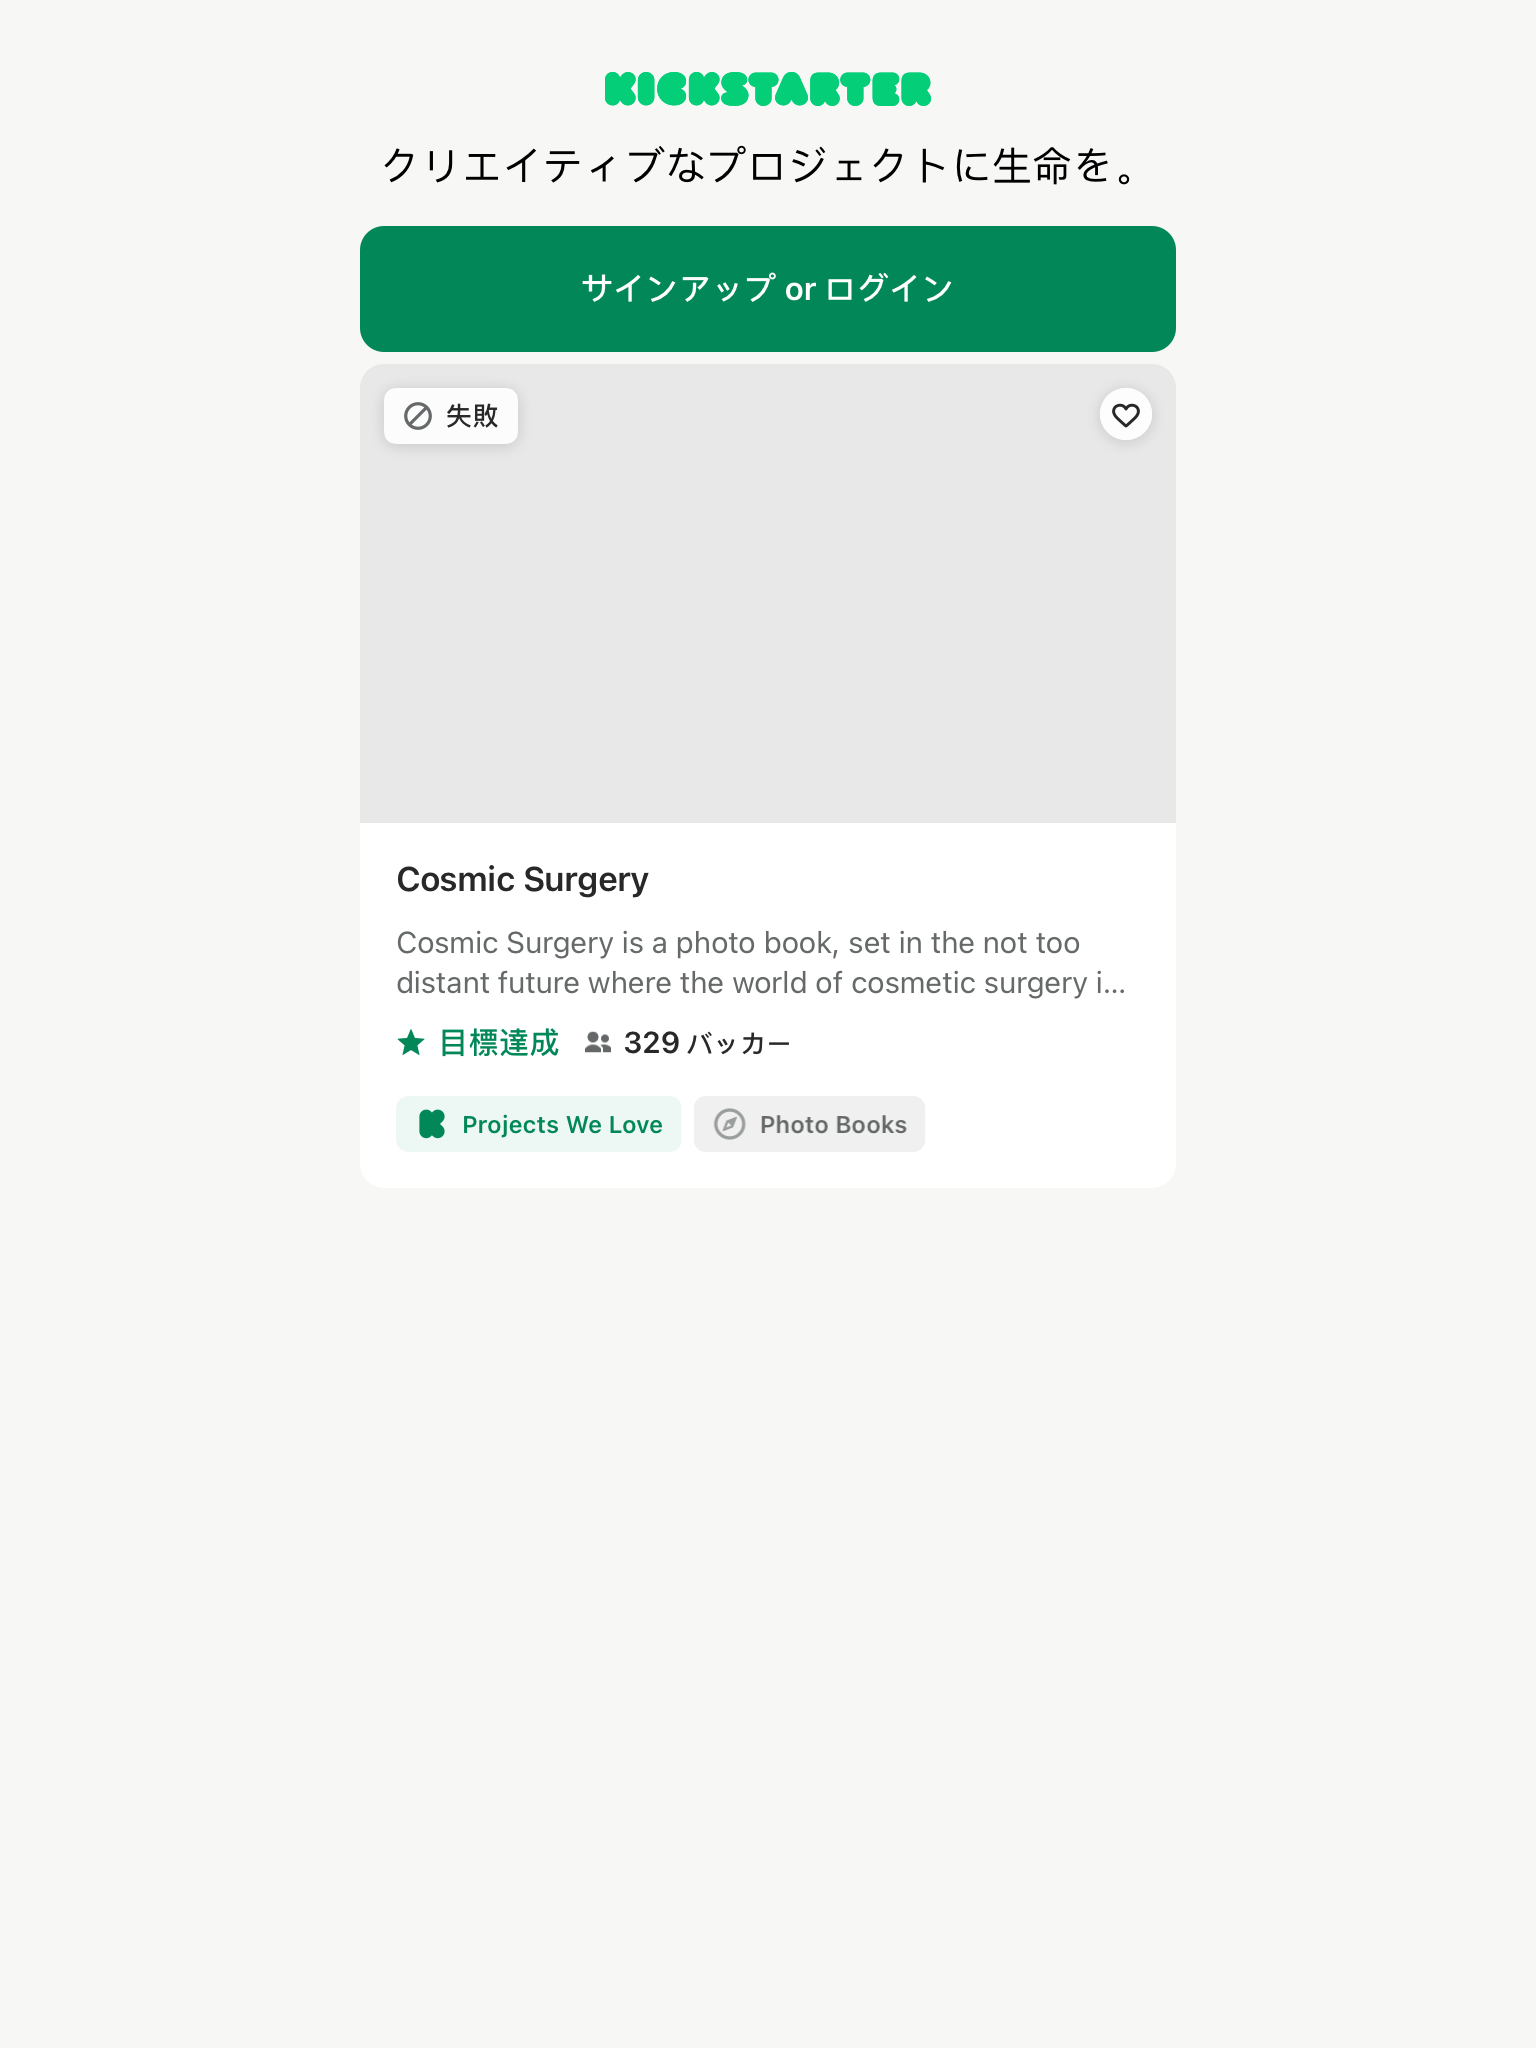 KICKSTARTER
クリエイティブなプロジェクトに生命を。
サインアップ or ログイン
失敗
Cosmic Surgery
Cosmic Surgery is a photo book, set in the not too
distant future where the world of cosmetic surgery i...
目標達成 329 バッカー
Projects We Love Photo Books